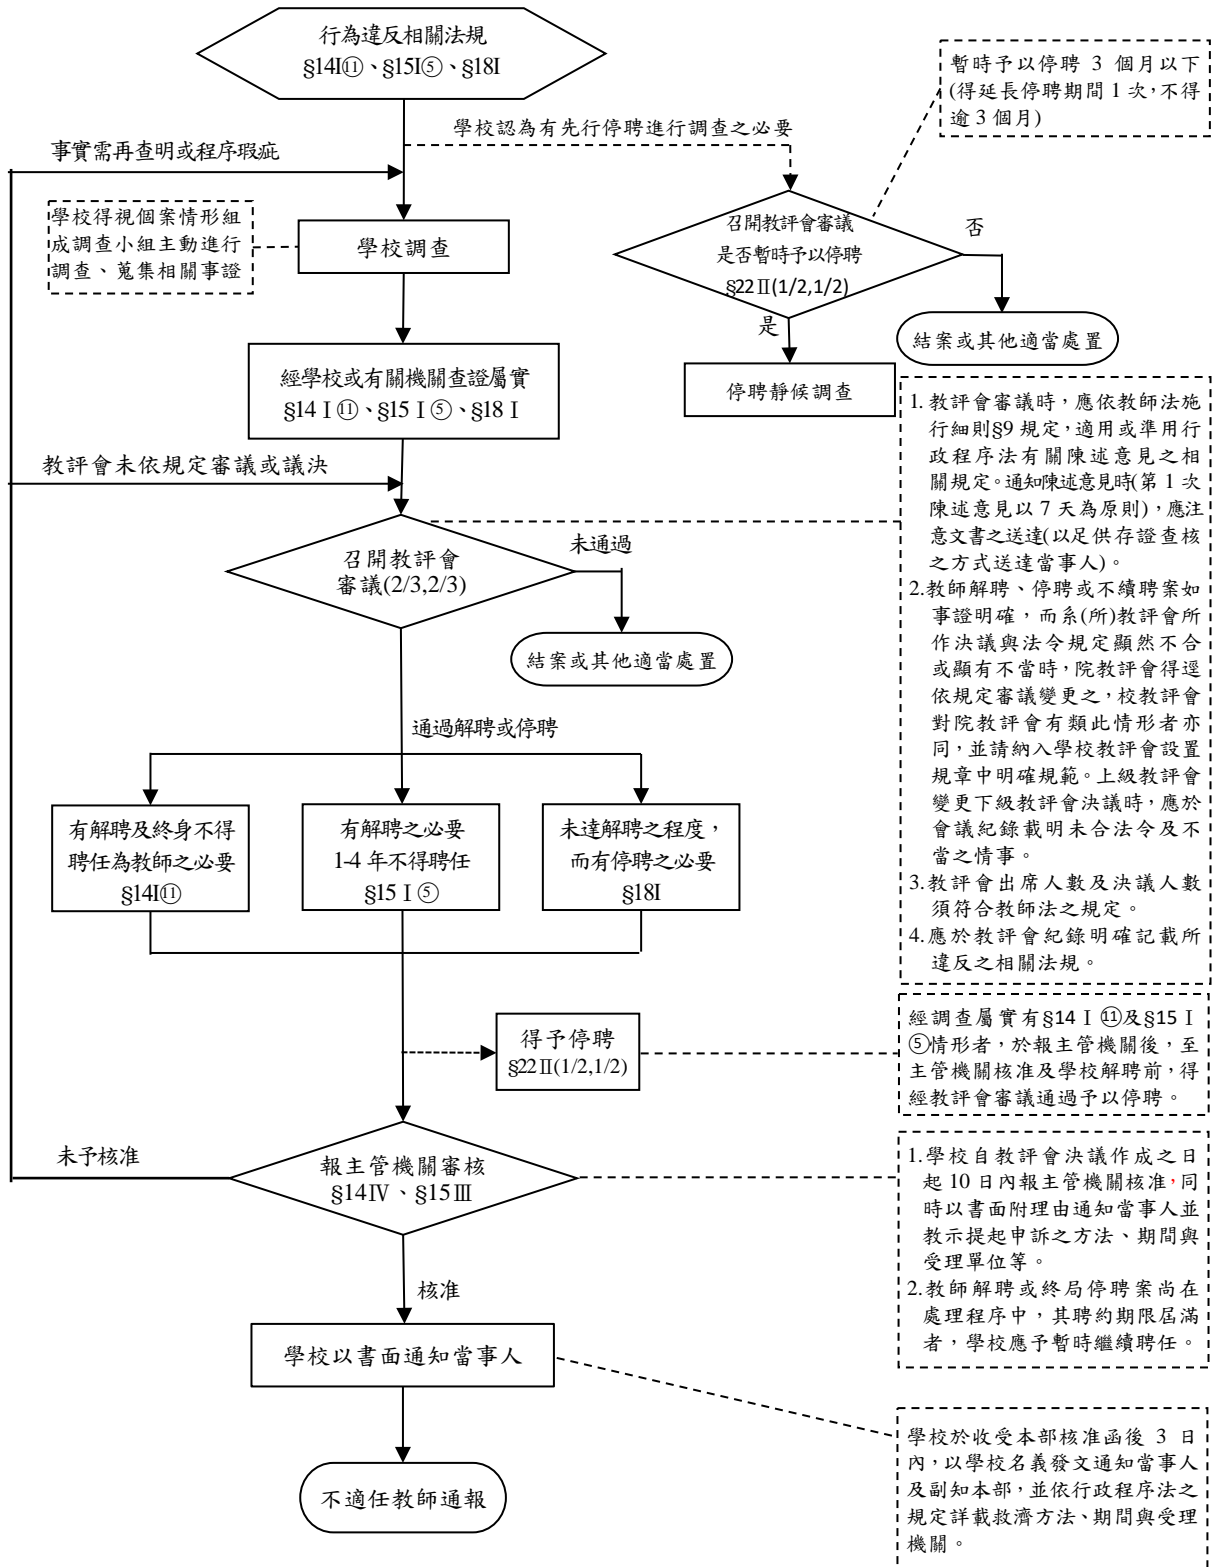 行為違反相關法規
§14I⑪、§15I⑤、§18I
暫時予以停聘 3 個月以下
(得延長停聘期間 1 次,不得
逾 3 個月)
學校認為有先行停聘進行調查之必要
事實需再查明或程序瑕疵
學校得視個案情形組
成調查小組主動進行
調查、蒐集相關事證
學校調查
召開教評會審議
是否暫時予以停聘
§22Ⅱ(1/2,1/2)
否
是
結案或其他適當處置
停聘靜候調查
經學校或有關機關查證屬實
§14Ⅰ⑪、§15Ⅰ⑤、§18Ⅰ
教評會未依規定審議或議決
召開教評會
審議(2/3,2/3)
未通過
結案或其他適當處置
1. 教評會審議時,應依教師法施
行細則§9 規定,適用或準用行
政程序法有關陳述意見之相
關規定。通知陳述意見時(第 1 次
陳述意見以 7 天為原則),應注
意文書之送達(以足供存證查核
之方式送達當事人)。
2.教師解聘、停聘或不續聘案如
事證明確,而系(所)教評會所
作決議與法令規定顯然不合
或顯有不當時,院教評會得逕
依規定審議變更之,校教評會
對院教評會有類此情形者亦
同,並請納入學校教評會設置
規章中明確規範。上級教評會
變更下級教評會決議時,應於
會議紀錄載明未合法令及不
當之情事。
3.教評會出席人數及決議人數
須符合教師法之規定。
4.應於教評會紀錄明確記載所
違反之相關法規。
通過解聘或停聘
有解聘及終身不得
聘任為教師之必要
§14I⑪
有解聘之必要
1-4 年不得聘任
§15Ⅰ⑤
未達解聘之程度,
而有停聘之必要
§18I
得予停聘
§22Ⅱ(1/2,1/2)
經調查屬實有§14Ⅰ⑪及§15Ⅰ
⑤情形者,於報主管機關後,至
主管機關核准及學校解聘前,得
經教評會審議通過予以停聘。
未予核准
報主管機關審核
§14Ⅳ、§15Ⅲ
1.學校自教評會決議作成之日
起 10 日內報主管機關核准,同
時以書面附理由通知當事人並
教示提起申訴之方法、期間與
受理單位等。
2.教師解聘或終局停聘案尚在
處理程序中,其聘約期限屆滿
者,學校應予暫時繼續聘任。
核准
學校以書面通知當事人
學校於收受本部核准函後 3 日
內,以學校名義發文通知當事人
及副知本部,並依行政程序法之
規定詳載救濟方法、期間與受理
機關。
不適任教師通報